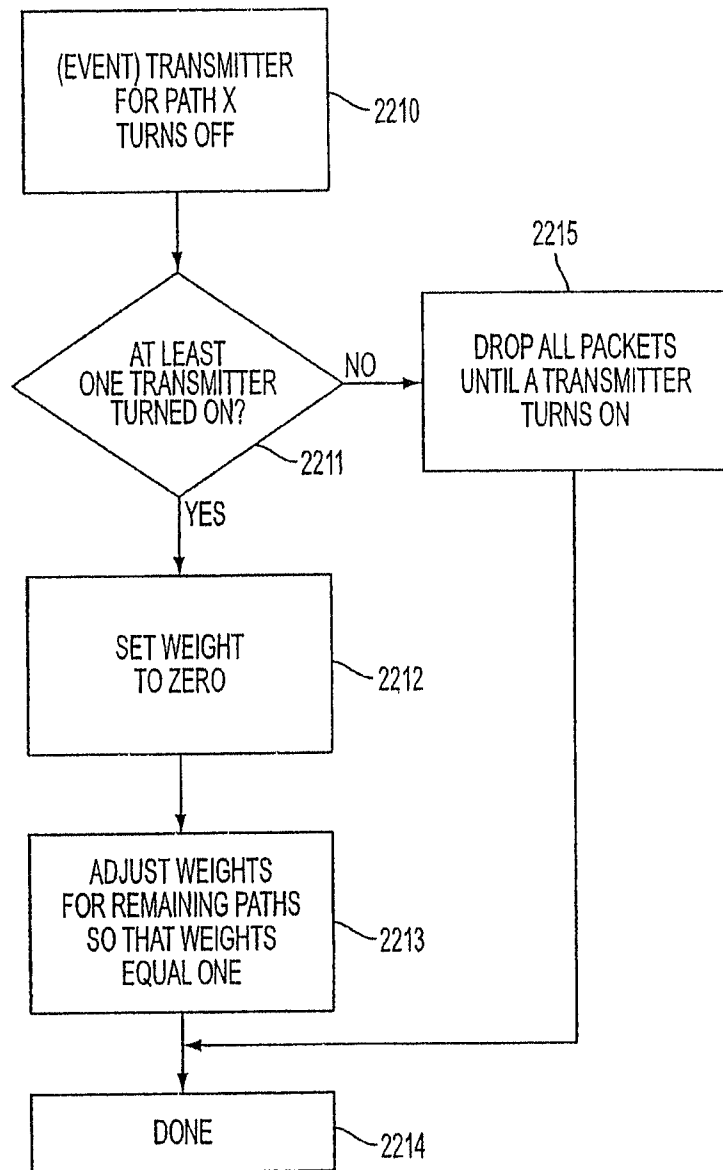 (EVENT) TRANSMITTER
FOR PATH X
TURNS OFF
2210
2215
AT LEAST
ONE TRANSMITTER
TURNED ON?
NO
2211
YES
DROP ALL PACKETS
UNTIL A TRANSMITTER
TURNS ON
SET WEIGHT
TO ZERO
2212
ADJUST WEIGHTS
FOR REMAINING PATHS
SO THAT WEIGHTS
EQUAL ONE
2213
DONE
2214